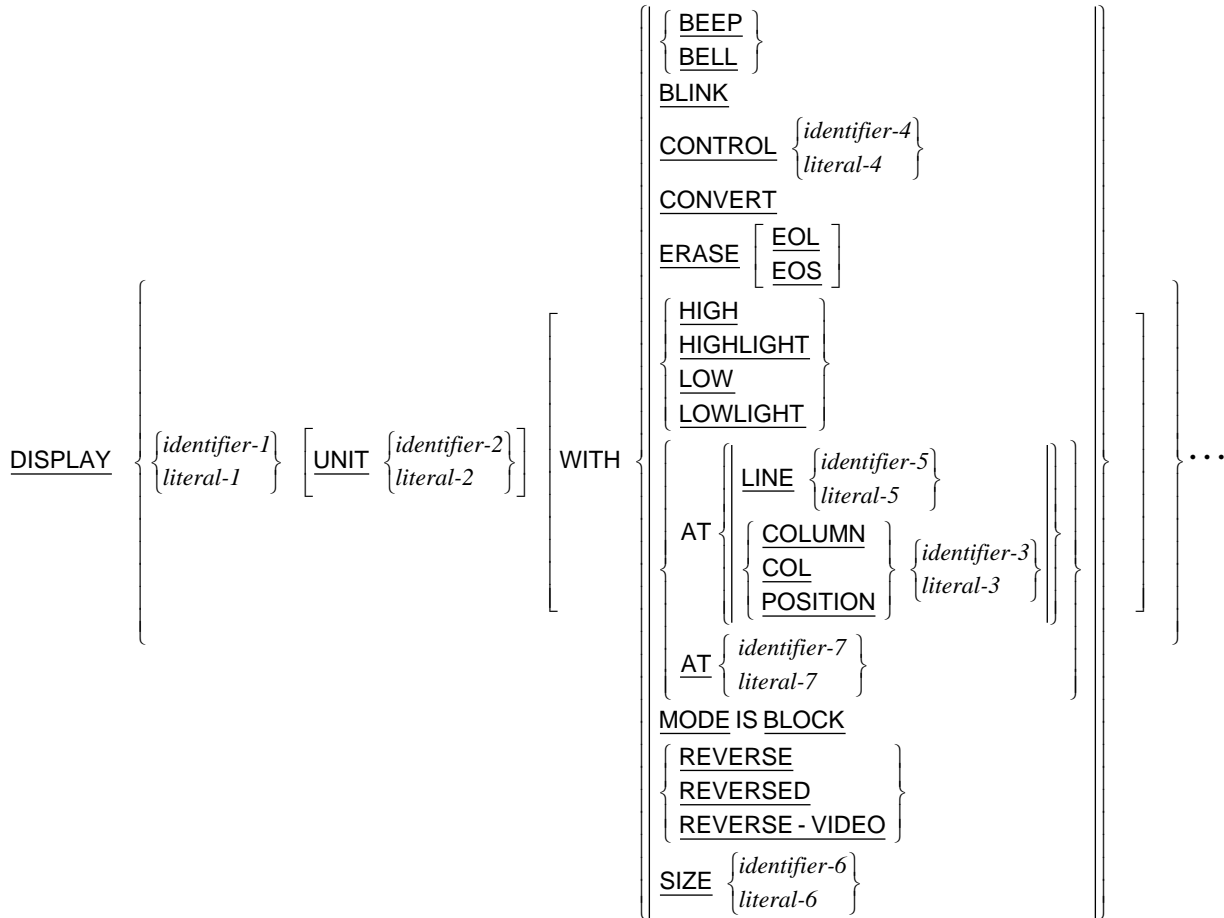 BEEP
BELL
BLINK
CONTROL identifier-4
literal-4
CONVERT
ERASE EOL
EOS
HIGH
HIGHLIGHT
LOW
LOWLIGHT
DISPLAY identifier-1 UNIT identifier-2 WITH
literal-1 literal-2
LINE identifier-5
literal-5
AT COLUMN identifier-3
COL literal-3
POSITION
AT identifier-7
literal-7
MODE IS BLOCK
REVERSE
REVERSED
REVERSE - VIDEO
SIZE identifier-6
literal-6
...